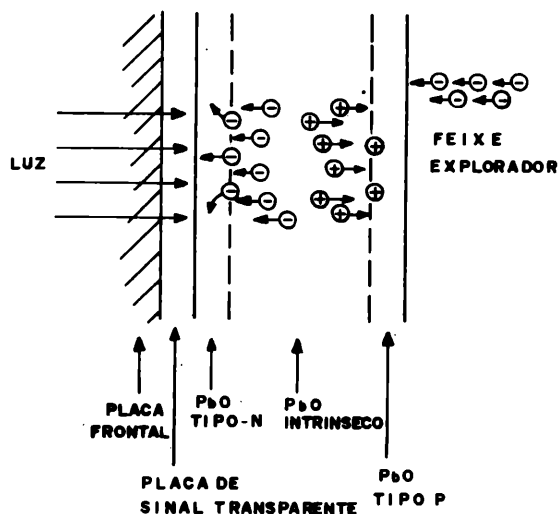 LUZ
FEIXE
EXPLORADOR
PLACA
FRONTAL
PbO
TIPO-N
PbO
INTRINSECO
PLACA DE
SINAL TRANSPARENTE
PbO
TIPO P